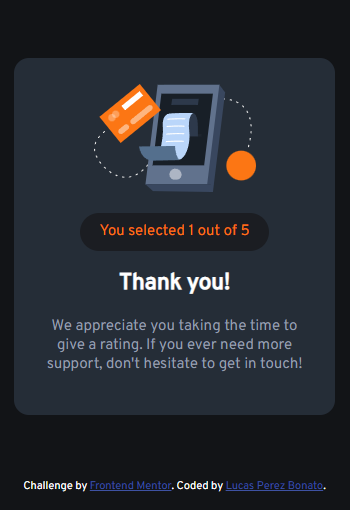 You selected 1 out of 5
Thank you!
We appreciate you taking the time to
give a rating. If you ever need more
support, don't hesitate to get in touch!
Challenge by Frontend Mentor. Coded by Lucas Perez Bonato.